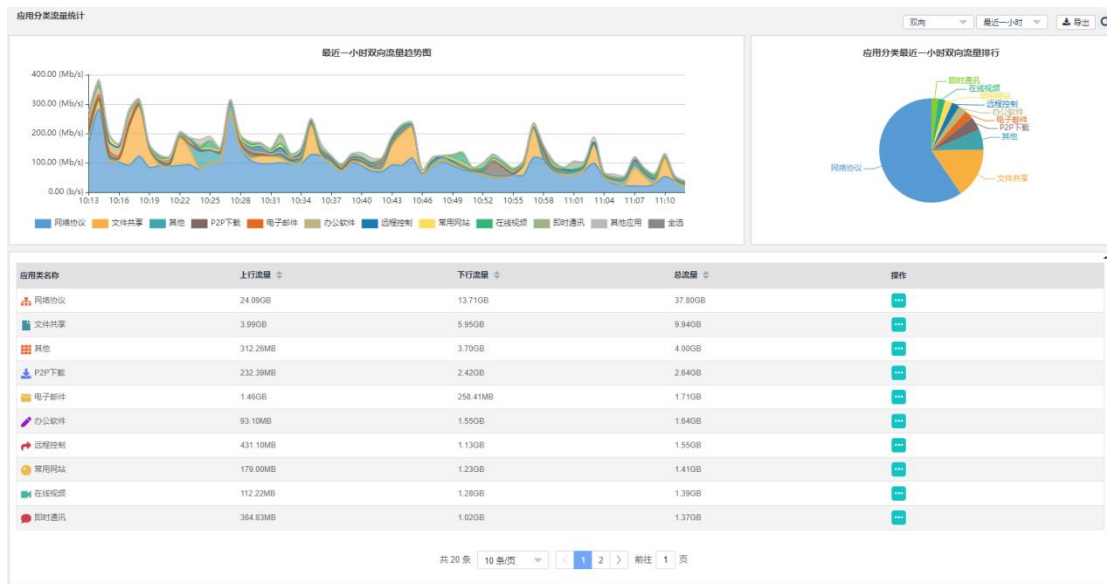 应用分类流量统计
双向 最近一小时 导出
最近一小时双向流量趋势图
400.00 (Mb/s)
300.00 (Mb/s)
200.00 (Mb/s)
100.00 (Mb/s)
0.00 (b/s)
10:13 10:16 10:19 10:22 10:25 10:28 10:31 10:34 10:37 10:40 10:43 10:46 10:49 10:52 10:55 10:58 11:01 11:04 11:07 11:10
网络协议 文件共享 其他 P2P下载 电子邮件 办公软件 远程控制 常用网站 在线视频 即时通讯 其他应用 全选
应用分类最近一小时双向流量排行
即时通讯
在线视频
常用网站
远程控制
办公软件
电子邮件
P2P下载
其他
网络协议
文件共享
应用类名称 上行流量 下行流量 总流量 操作
网络协议 24.09GB 13.71GB 37.80GB
文件共享 3.99GB 5.95GB 9.94GB
其他 312.26MB 3.70GB 4.00GB
P2P下载 232.39MB 2.42GB 2.64GB
电子邮件 1.46GB 258.41MB 1.71GB
办公软件 93.10MB 1.55GB 1.64GB
远程控制 431.10MB 1.13GB 1.55GB
常用网站 179.00MB 1.23GB 1.41GB
在线视频 112.22MB 1.28GB 1.39GB
即时通讯 364.83MB 1.02GB 1.37GB
共 20 条 10 条/页 1 2 前往 1 页